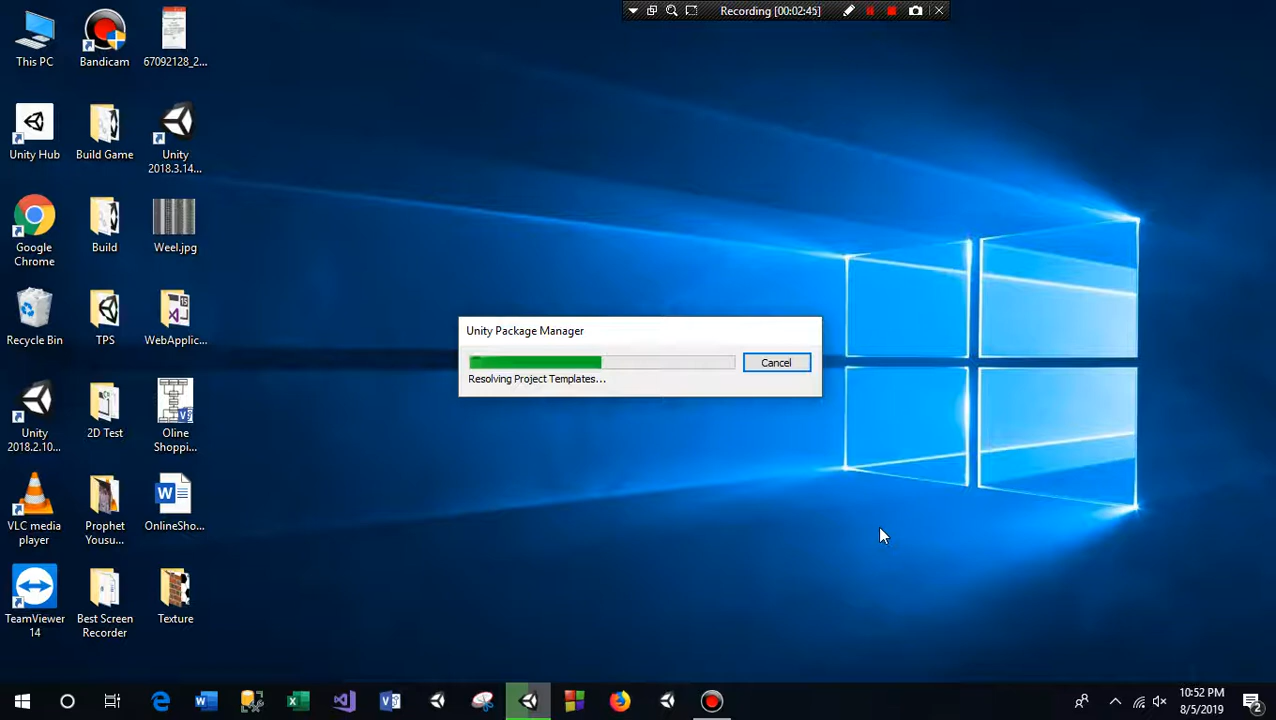 Recording [00:02:45]
This PC
Bandicam
67092128_2...
Unity Hub
Build Game
Unity
2018.3.14...
Google
Chrome
Build
Weel.jpg
Recycle Bin
TPS
WebApplic...
Unity
2018.2.10...
2D Test
Oline
Shoppi...
VLC media
player
Prophet
Yousu...
OnlineSho...
TeamViewer
14
Best Screen
Recorder
Texture
Unity Package Manager
Cancel
Resolving Project Templates...
10:52 PM
8/5/2019
2